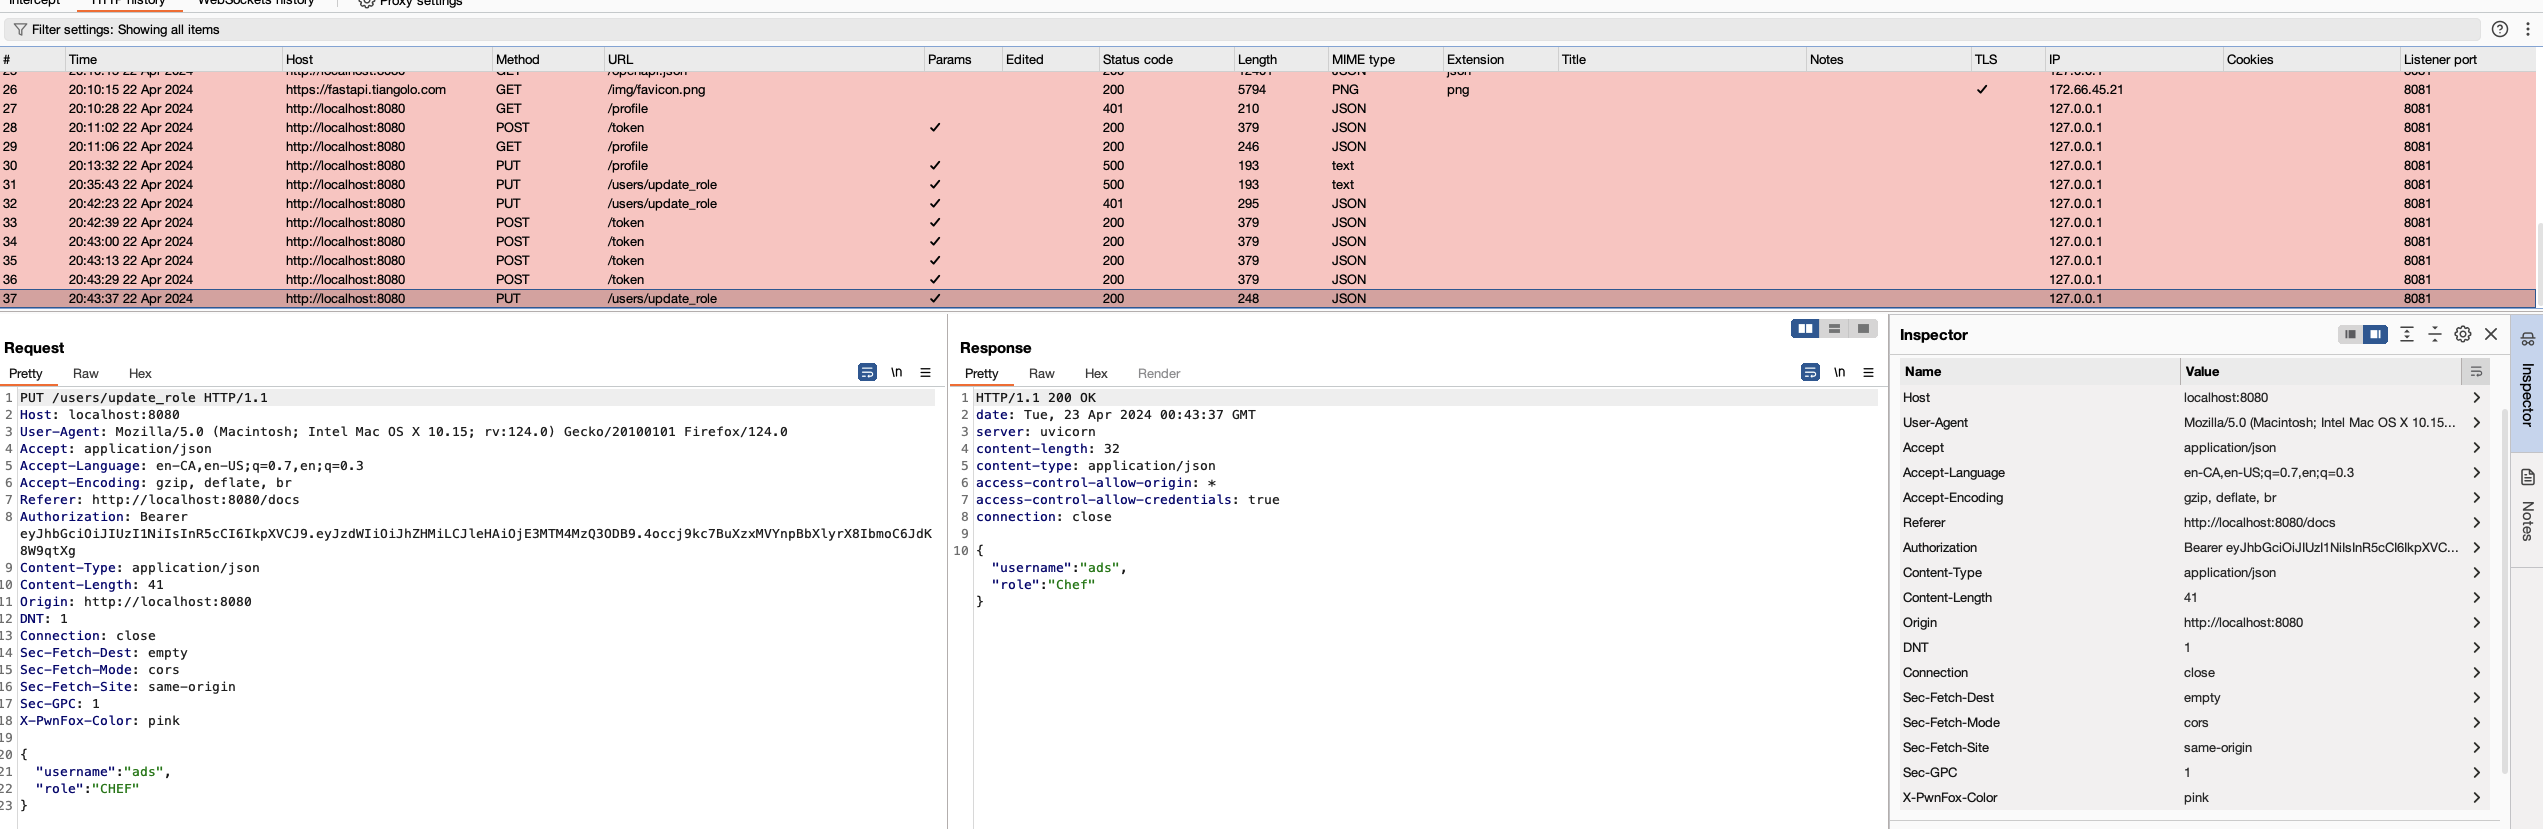 Intercept HTTP history WebSockets history Proxy settings
Filter settings: Showing all items
# Time Host Method URL Params Edited Status code Length MIME type Extension Title Notes TLS IP Cookies Listener port
25 20:10:15 22 Apr 2024 http://localhost:8080 GET /openapi.json 200 JSON json 127.0.0.1 8081
26 20:10:15 22 Apr 2024 https://fastapi.tiangolo.com GET /img/favicon.png 200 5794 PNG png ✓ 172.66.45.21 8081
27 20:10:28 22 Apr 2024 http://localhost:8080 GET /profile 401 210 JSON 127.0.0.1 8081
28 20:11:02 22 Apr 2024 http://localhost:8080 POST /token ✓ 200 379 JSON 127.0.0.1 8081
29 20:11:06 22 Apr 2024 http://localhost:8080 GET /profile 200 246 JSON 127.0.0.1 8081
30 20:13:32 22 Apr 2024 http://localhost:8080 PUT /profile ✓ 500 193 text 127.0.0.1 8081
31 20:35:43 22 Apr 2024 http://localhost:8080 PUT /users/update_role ✓ 500 193 text 127.0.0.1 8081
32 20:42:23 22 Apr 2024 http://localhost:8080 PUT /users/update_role ✓ 401 295 JSON 127.0.0.1 8081
33 20:42:39 22 Apr 2024 http://localhost:8080 POST /token ✓ 200 379 JSON 127.0.0.1 8081
34 20:43:00 22 Apr 2024 http://localhost:8080 POST /token ✓ 200 379 JSON 127.0.0.1 8081
35 20:43:13 22 Apr 2024 http://localhost:8080 POST /token ✓ 200 379 JSON 127.0.0.1 8081
36 20:43:29 22 Apr 2024 http://localhost:8080 POST /token ✓ 200 379 JSON 127.0.0.1 8081
37 20:43:37 22 Apr 2024 http://localhost:8080 PUT /users/update_role ✓ 200 248 JSON 127.0.0.1 8081
Request
Pretty Raw Hex \n
1 PUT /users/update_role HTTP/1.1
2 Host: localhost:8080
3 User-Agent: Mozilla/5.0 (Macintosh; Intel Mac OS X 10.15; rv:124.0) Gecko/20100101 Firefox/124.0
4 Accept: application/json
5 Accept-Language: en-CA,en-US;q=0.7,en;q=0.3
6 Accept-Encoding: gzip, deflate, br
7 Referer: http://localhost:8080/docs
8 Authorization: Bearer
eyJhbGciOiJIUzI1NiIsInR5cCI6IkpXVCJ9.eyJzdWIiOiJhZHMiLCJleHAiOjE3MTM4MzQ3ODB9.4occj9kc7BuXzxMVYnpBbXlyrX8IbmoC6JdK
8W9qtXg
9 Content-Type: application/json
10 Content-Length: 41
11 Origin: http://localhost:8080
12 DNT: 1
13 Connection: close
14 Sec-Fetch-Dest: empty
15 Sec-Fetch-Mode: cors
16 Sec-Fetch-Site: same-origin
17 Sec-GPC: 1
18 X-PwnFox-Color: pink
19
20 {
21 "username":"ads",
22 "role":"CHEF"
23 }
Response
Pretty Raw Hex Render \n
1 HTTP/1.1 200 OK
2 date: Tue, 23 Apr 2024 00:43:37 GMT
3 server: uvicorn
4 content-length: 32
5 content-type: application/json
6 access-control-allow-origin: *
7 access-control-allow-credentials: true
8 connection: close
9
10 {
"username":"ads",
"role":"Chef"
}
Inspector
Name Value
Host localhost:8080
User-Agent Mozilla/5.0 (Macintosh; Intel Mac OS X 10.15...
Accept application/json
Accept-Language en-CA,en-US;q=0.7,en;q=0.3
Accept-Encoding gzip, deflate, br
Referer http://localhost:8080/docs
Authorization Bearer eyJhbGciOiJIUzI1NiIsInR5cCI6IkpXVC...
Content-Type application/json
Content-Length 41
Origin http://localhost:8080
DNT 1
Connection close
Sec-Fetch-Dest empty
Sec-Fetch-Mode cors
Sec-Fetch-Site same-origin
Sec-GPC 1
X-PwnFox-Color pink
Inspector
Notes